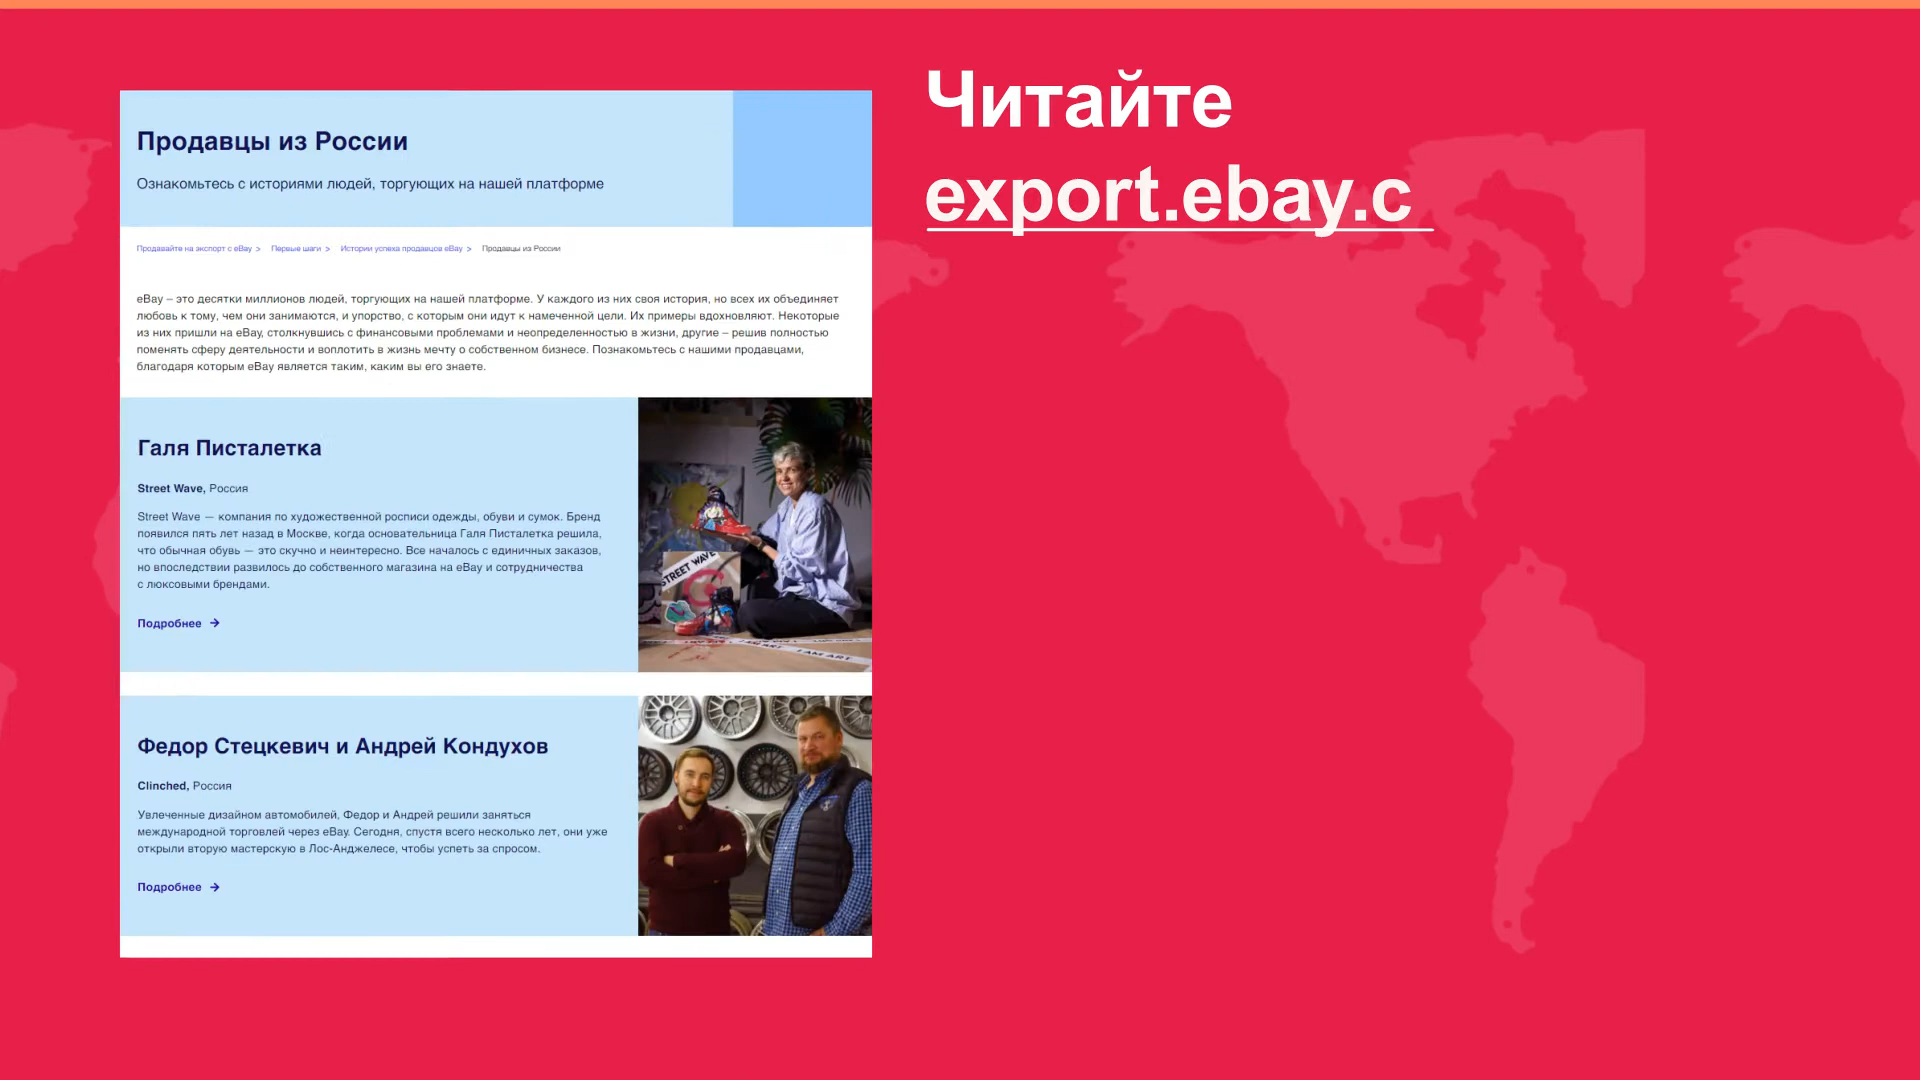 Читайте
export.ebay.c
Продавцы из России
Ознакомьтесь с историями людей, торгующих на нашей платформе
Продавайте на экспорт с eBay > Первые шаги > Истории успеха продавцов eBay > Продавцы из России
eBay – это десятки миллионов людей, торгующих на нашей платформе. У каждого из них своя история, но всех их объединяет
любовь к тому, чем они занимаются, и упорство, с которым они идут к намеченной цели. Их примеры вдохновляют. Некоторые
из них пришли на eBay, столкнувшись с финансовыми проблемами и неопределенностью в жизни, другие – решив полностью
поменять сферу деятельности и воплотить в жизнь мечту о собственном бизнесе. Познакомьтесь с нашими продавцами,
благодаря которым eBay является таким, каким вы его знаете.
Галя Писталетка
Street Wave, Россия
Street Wave — компания по художественной росписи одежды, обуви и сумок. Бренд
появился пять лет назад в Москве, когда основательница Галя Писталетка решила,
что обычная обувь — это скучно и неинтересно. Все началось с единичных заказов,
но впоследствии развилось до собственного магазина на eBay и сотрудничества
с люксовыми брендами.
Подробнее →
STREET WAVE
I AM ART
Федор Стецкевич и Андрей Кондухов
Clinched, Россия
Увлеченные дизайном автомобилей, Федор и Андрей решили заняться
международной торговлей через eBay. Сегодня, спустя всего несколько лет, они уже
открыли вторую мастерскую в Лос-Анджелесе, чтобы успеть за спросом.
Подробнее →